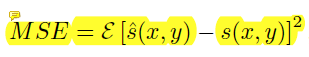 MSE = ℰ [ŝ(x, y) − s(x, y)]²